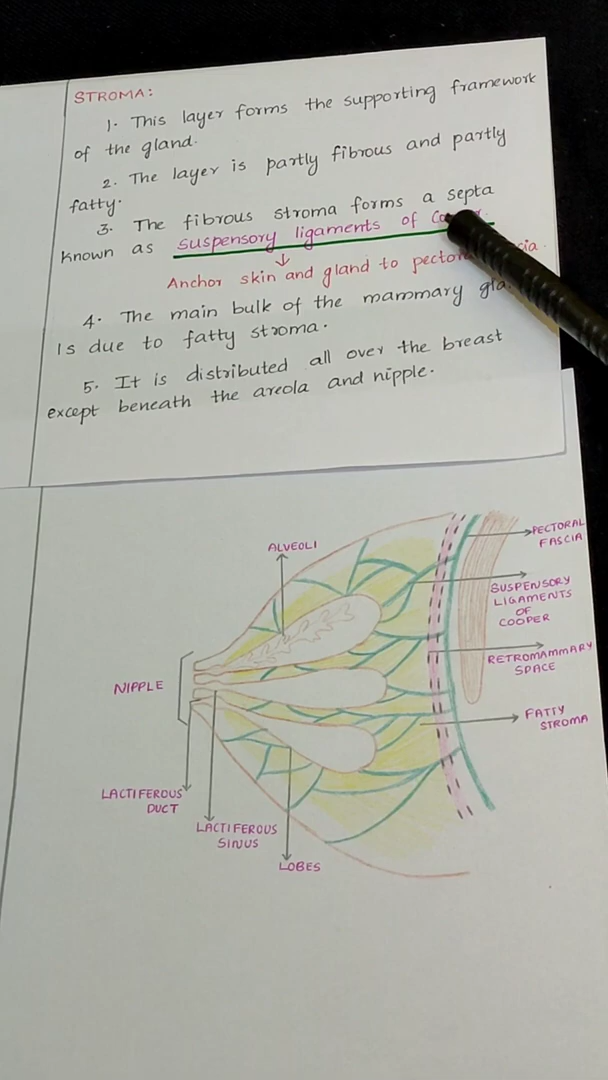 STROMA:
1. This layer forms the supporting framework
of the gland.
2. The layer is partly fibrous and partly
fatty.
3. The fibrous stroma forms a septa
known as suspensory ligaments of
Anchor skin and gland to
4. The main bulk of the mammary
Is due to fatty stroma.
5. It is distributed all over the breast
except beneath the areola and nipple.
ALVEOLI
PECTORAL
FASCIA
SUSPENSORY
LIGAMENTS
OF
COOPER
RETROMAMMARY
SPACE
NIPPLE
FATTY
STROMA
LACTIFEROUS
DUCT
LACTIFEROUS
SINUS
LOBES